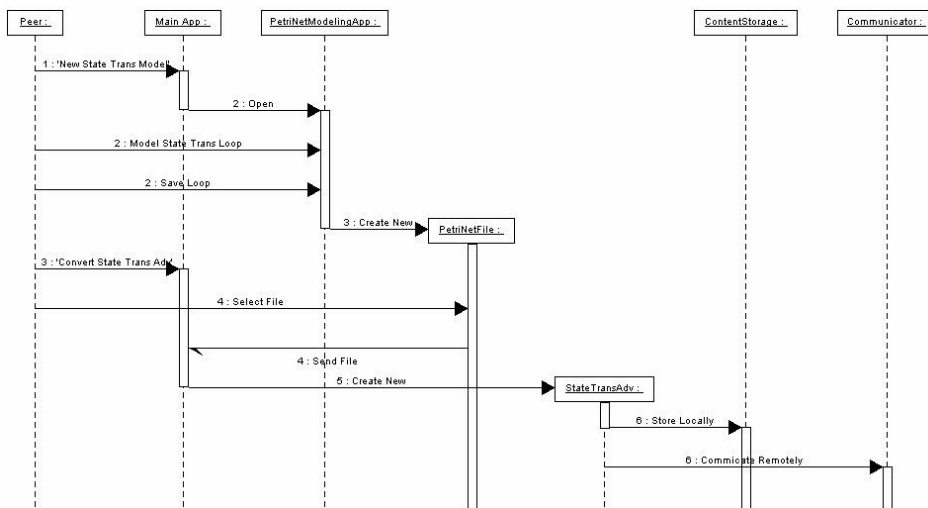 Peer :
Main App :
PetriNetModelingApp :
ContentStorage :
Communicator :
1 : 'New State Trans Model'
2 : Open
2 : Model State Trans Loop
2 : Save Loop
3 : Create New
PetriNetFile :
3 : 'Convert State Trans Adv'
4 : Select File
4 : Send File
5 : Create New
StateTransAdv :
6 : Store Locally
6 : Commicate Remotely